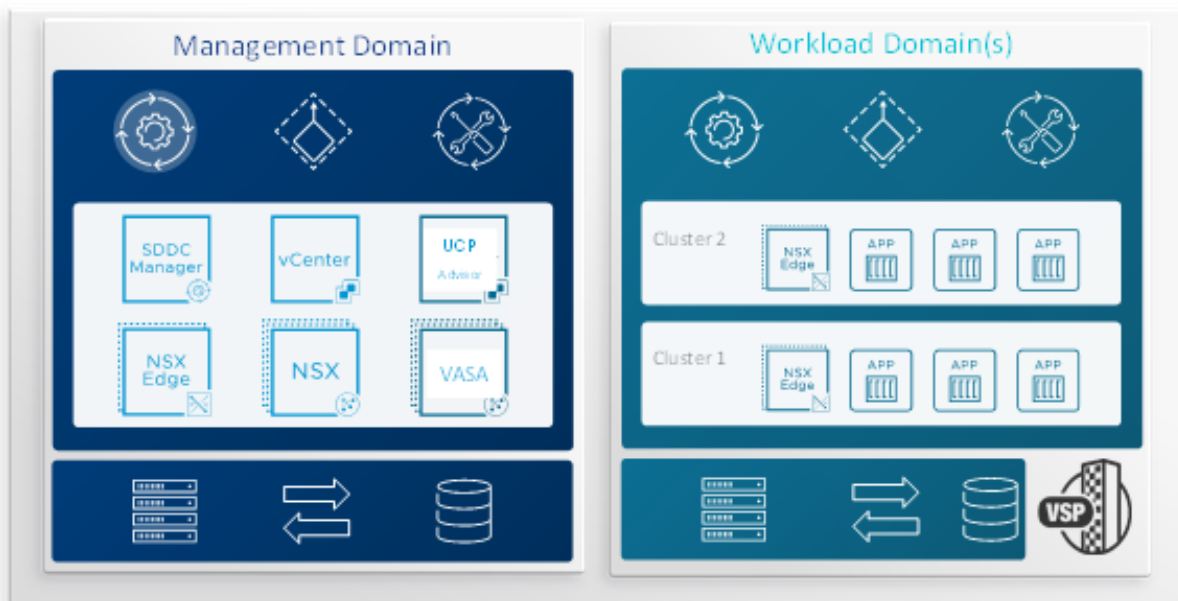 Management Domain
SDDC
Manager
vCenter
UCP
Advisor
NSX
Edge
NSX
VASA
Workload Domain(s)
Cluster 2
NSX
Edge
APP
APP
APP
Cluster 1
NSX
Edge
APP
APP
APP
VSP